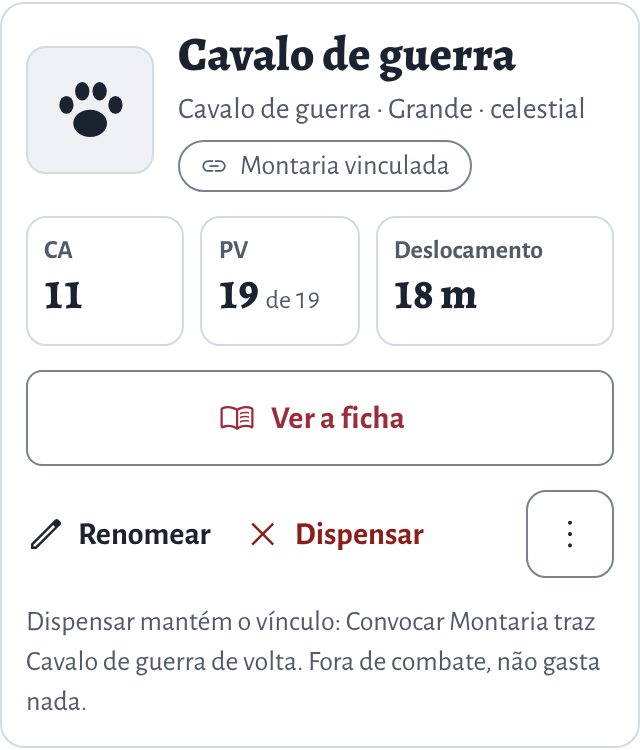 Cavalo de guerra
Cavalo de guerra · Grande · celestial
Montaria vinculada
CA
11
PV
19 de 19
Deslocamento
18 m
Ver a ficha
Renomear
Dispensar
Dispensar mantém o vínculo: Convocar Montaria traz
Cavalo de guerra de volta. Fora de combate, não gasta
nada.